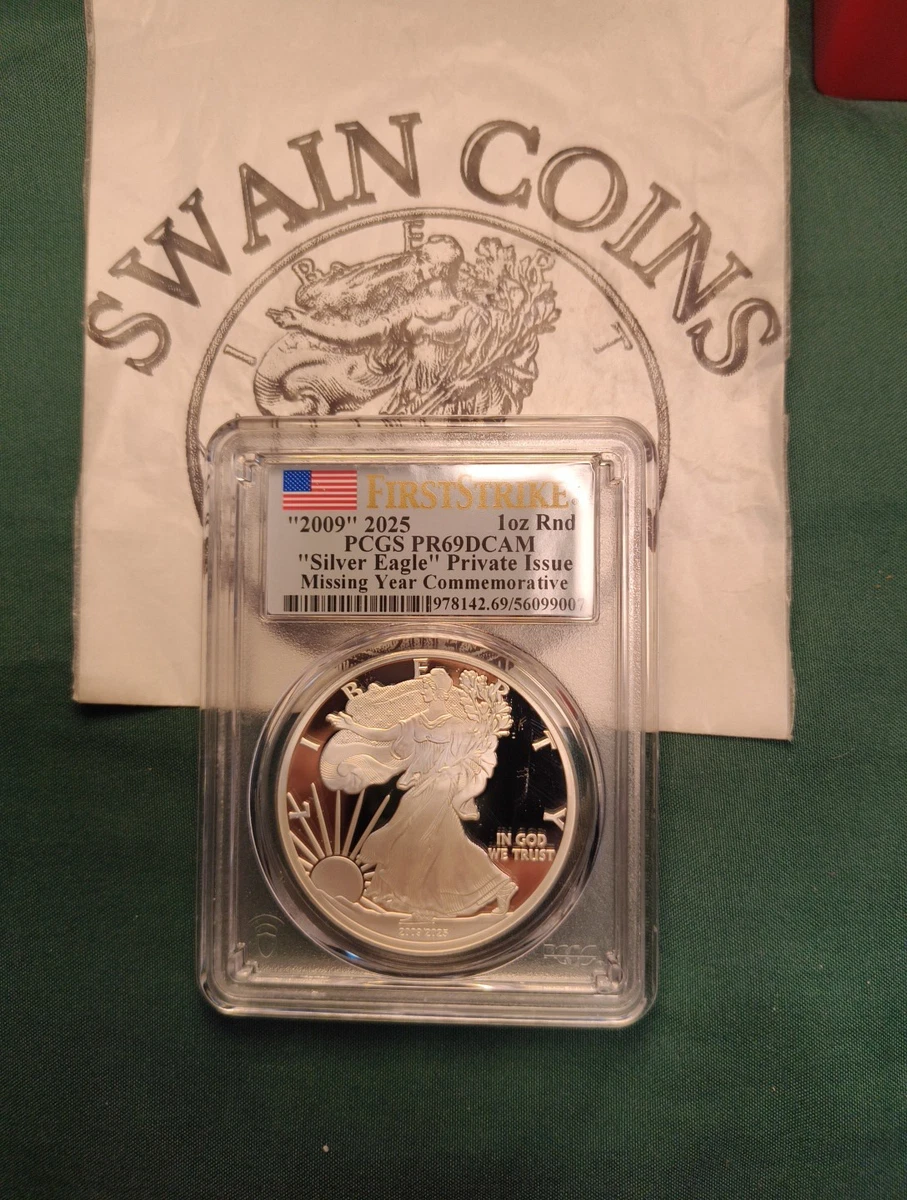 SWAIN COINS
LIBERT
FIRSTSTRIKE®
"2009" 2025 1oz Rnd
PCGS PR69DCAM
"Silver Eagle" Private Issue
Missing Year Commemorative
978142.69/56099007
LIBERTY
IN GOD
WE TRUST
2009 2025